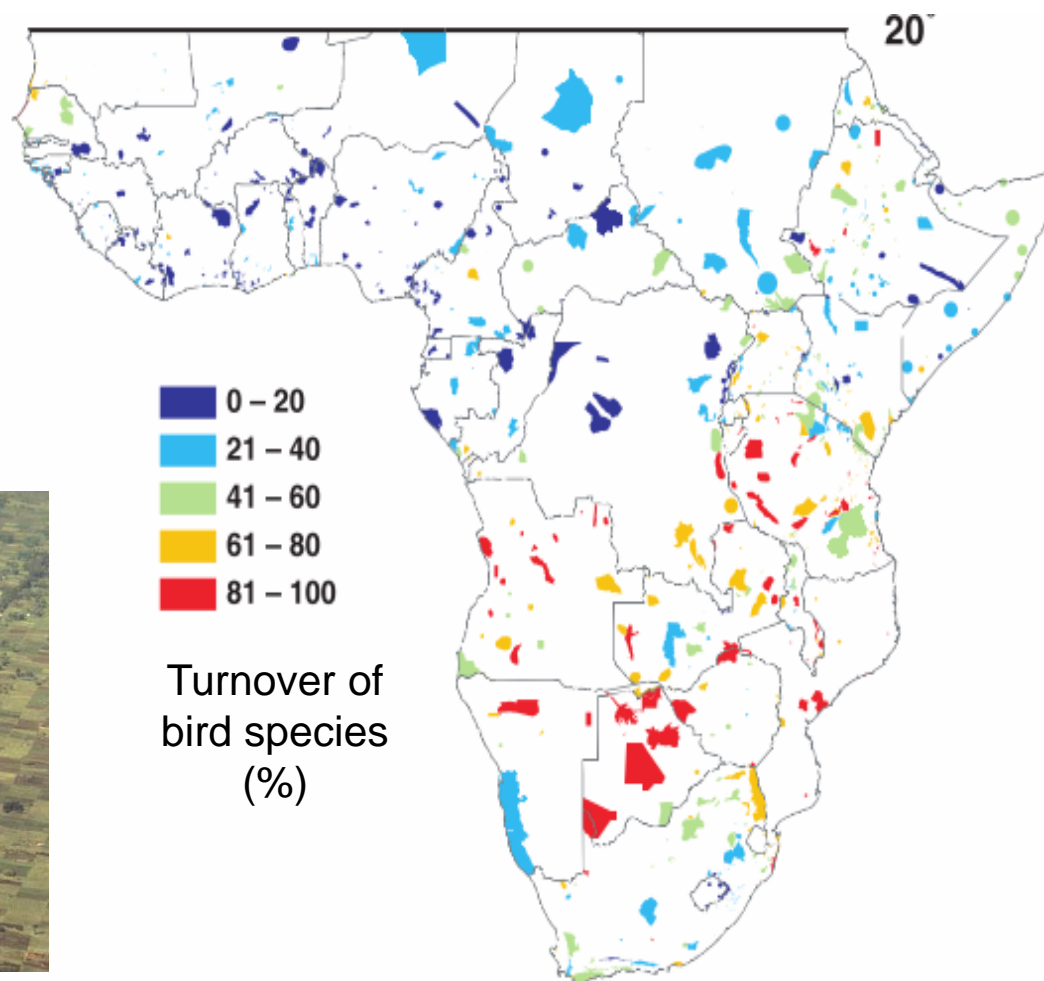 20°
0 – 20
21 – 40
41 – 60
61 – 80
81 – 100
Turnover of
bird species
(%)